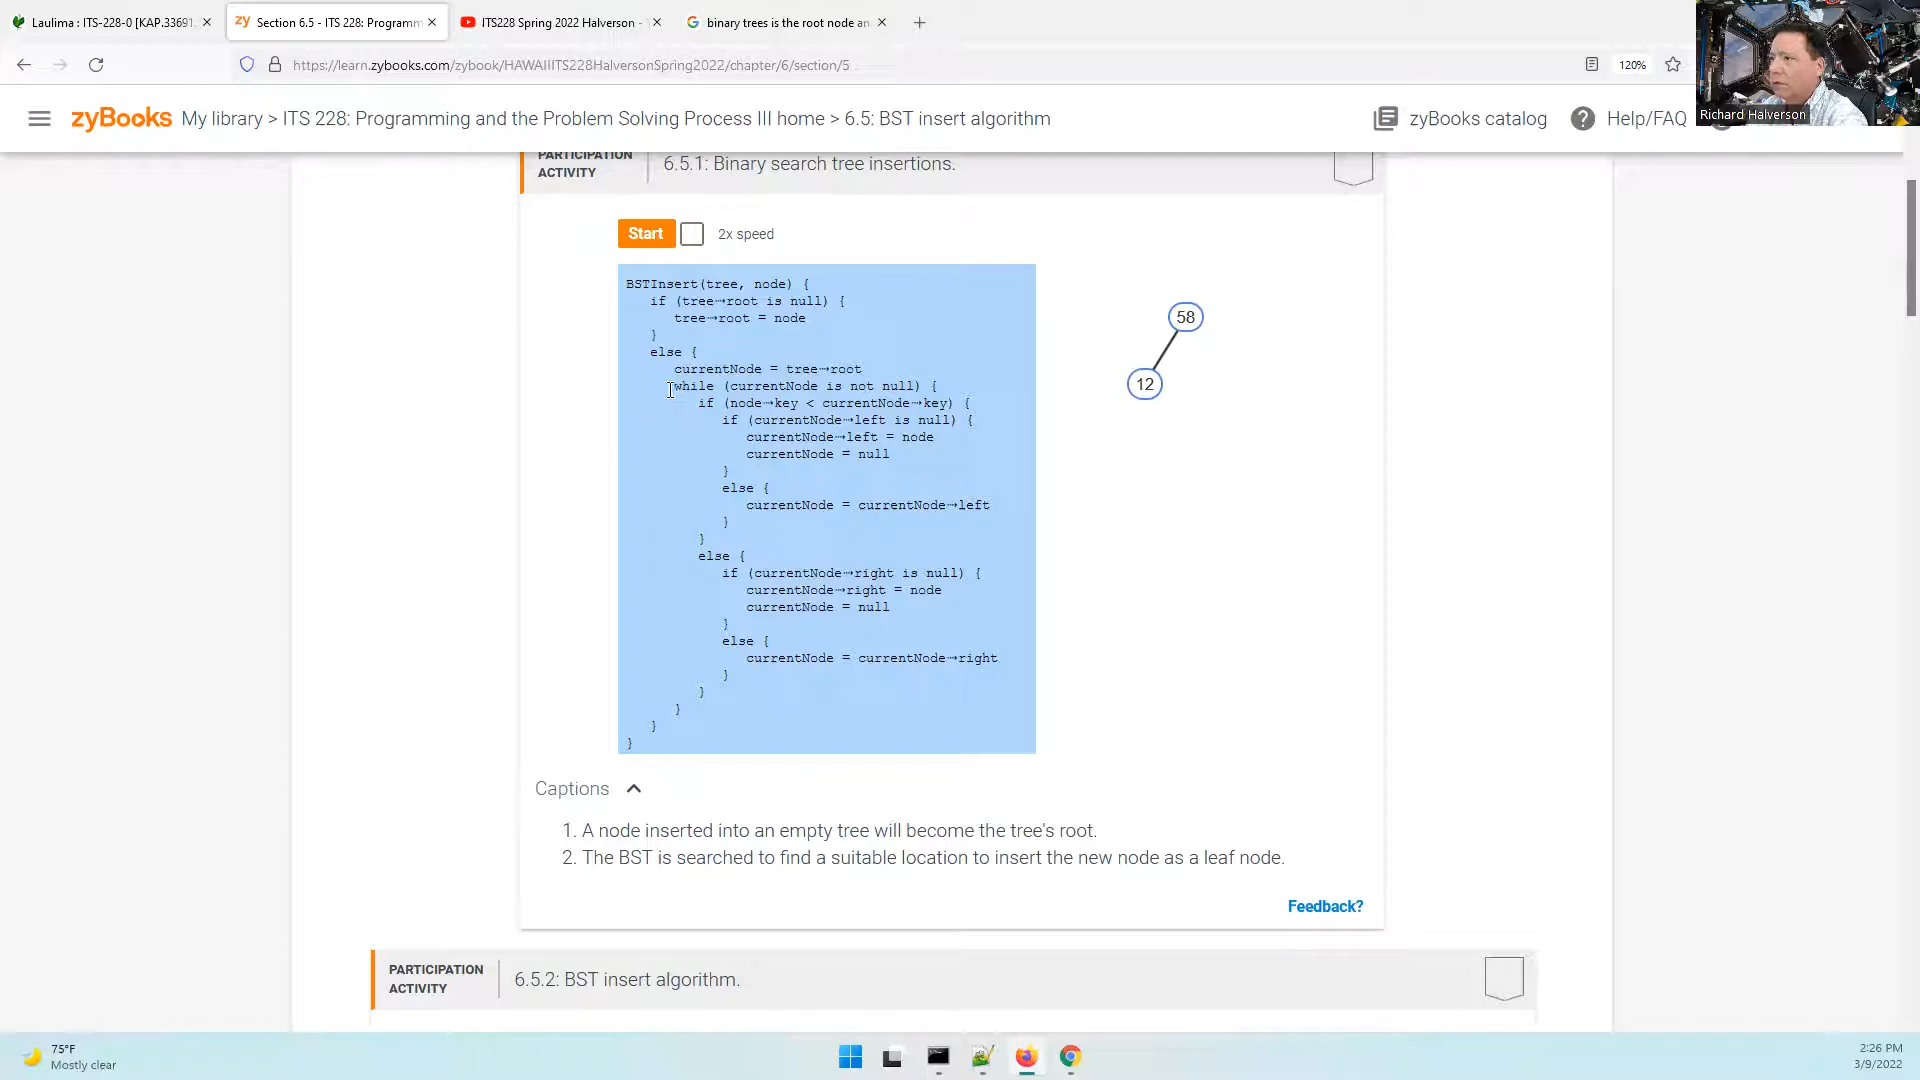 Laulima : ITS-228-0 [KAP.33691.
Section 6.5 - ITS 228: Programm
ITS228 Spring 2022 Halverson -
binary trees is the root node an
https://learn.zybooks.com/zybook/HAWAIIITS228HalversonSpring2022/chapter/6/section/5
120%
zyBooks My library > ITS 228: Programming and the Problem Solving Process III home > 6.5: BST insert algorithm
zyBooks catalog
Help/FAQ
Richard Halverson
PARTICIPATION
ACTIVITY
6.5.1: Binary search tree insertions.
Start
2x speed
BSTInsert(tree, node) {
if (tree⇢root is null) {
tree⇢root = node
}
else {
currentNode = tree⇢root
while (currentNode is not null) {
if (node⇢key < currentNode⇢key) {
if (currentNode⇢left is null) {
currentNode⇢left = node
currentNode = null
}
else {
currentNode = currentNode⇢left
}
}
else {
if (currentNode⇢right is null) {
currentNode⇢right = node
currentNode = null
}
else {
currentNode = currentNode⇢right
}
}
}
}
}
58
12
Captions
1. A node inserted into an empty tree will become the tree's root.
2. The BST is searched to find a suitable location to insert the new node as a leaf node.
Feedback?
PARTICIPATION
ACTIVITY
6.5.2: BST insert algorithm.
75°F
Mostly clear
2:26 PM
3/9/2022